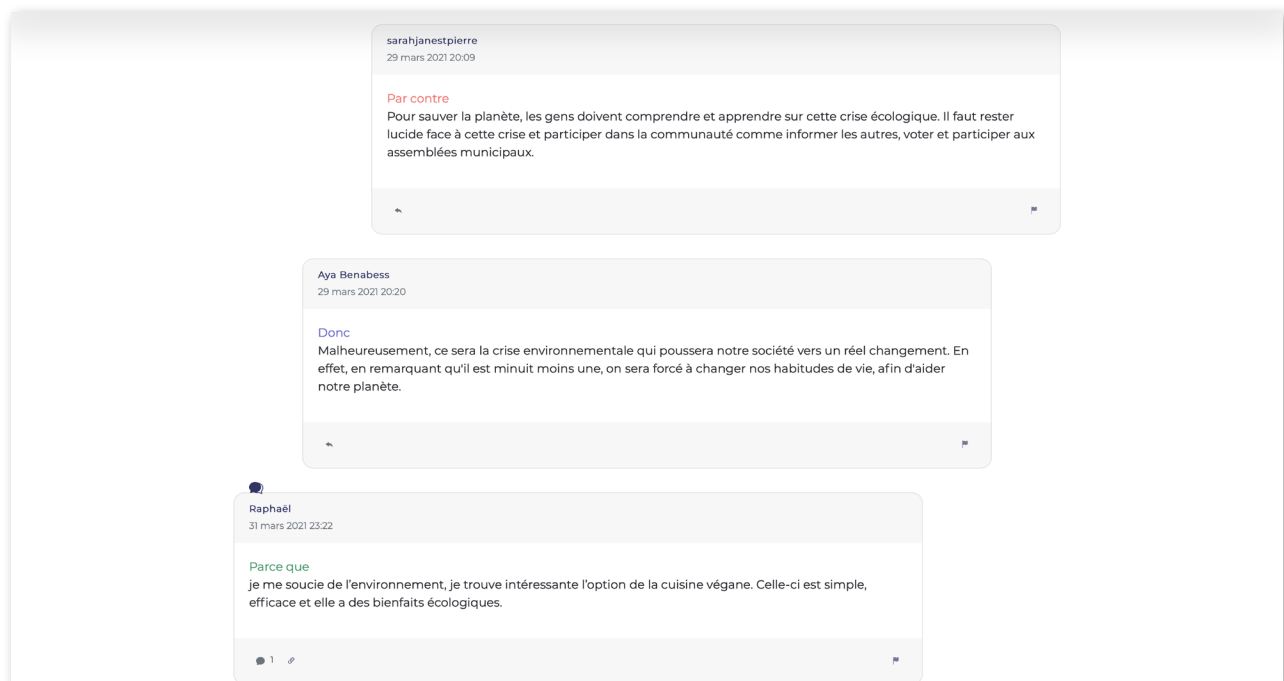 sarahjanestpierre
29 mars 2021 20:09
Par contre
Pour sauver la planète, les gens doivent comprendre et apprendre sur cette crise écologique. Il faut rester
lucide face à cette crise et participer dans la communauté comme informer les autres, voter et participer aux
assemblées municipaux.
Aya Benabess
29 mars 2021 20:20
Donc
Malheureusement, ce sera la crise environnementale qui poussera notre société vers un réel changement. En
effet, en remarquant qu'il est minuit moins une, on sera forcé à changer nos habitudes de vie, afin d'aider
notre planète.
Raphaël
31 mars 2021 23:22
Parce que
je me soucie de l’environnement, je trouve intéressante l’option de la cuisine végane. Celle-ci est simple,
efficace et elle a des bienfaits écologiques.
1